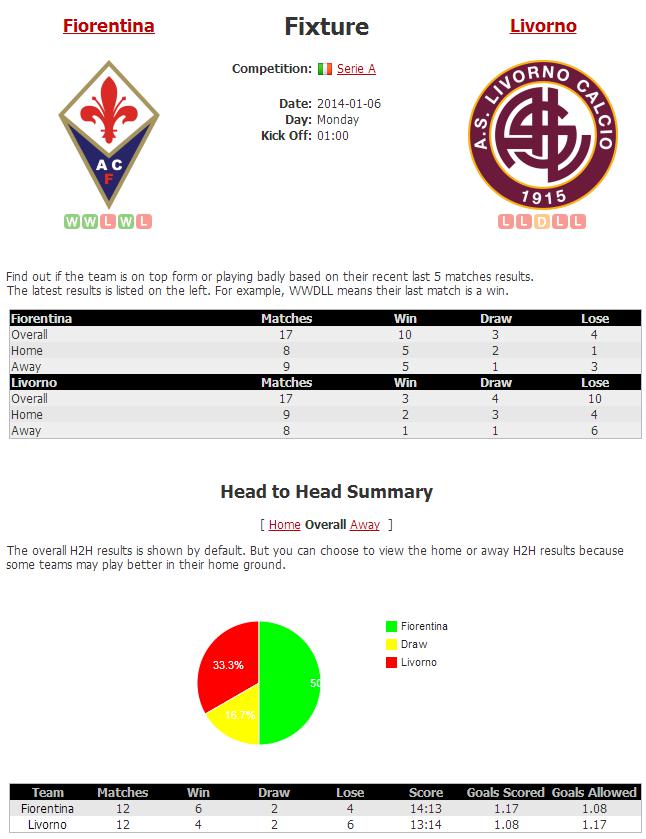 Fiorentina
Fixture
Livorno
Competition: Serie A
Date: 2014-01-06
Day: Monday
Kick Off: 01:00
A C
F
A.S. LIVORNO CALCIO
1915
W W L W L
L L D L L
Find out if the team is on top form or playing badly based on their recent last 5 matches results.
The latest results is listed on the left. For example, WWDLL means their last match is a win.
Fiorentina Matches Win Draw Lose
Overall 17 10 3 4
Home 8 5 2 1
Away 9 5 1 3
Livorno Matches Win Draw Lose
Overall 17 3 4 10
Home 9 2 3 4
Away 8 1 1 6
Head to Head Summary
[ Home Overall Away ]
The overall H2H results is shown by default. But you can choose to view the home or away H2H results because
some teams may play better in their home ground.
Fiorentina
Draw
Livorno
33.3%
50
16.7%
Team Matches Win Draw Lose Score Goals Scored Goals Allowed
Fiorentina 12 6 2 4 14:13 1.17 1.08
Livorno 12 4 2 6 13:14 1.08 1.17